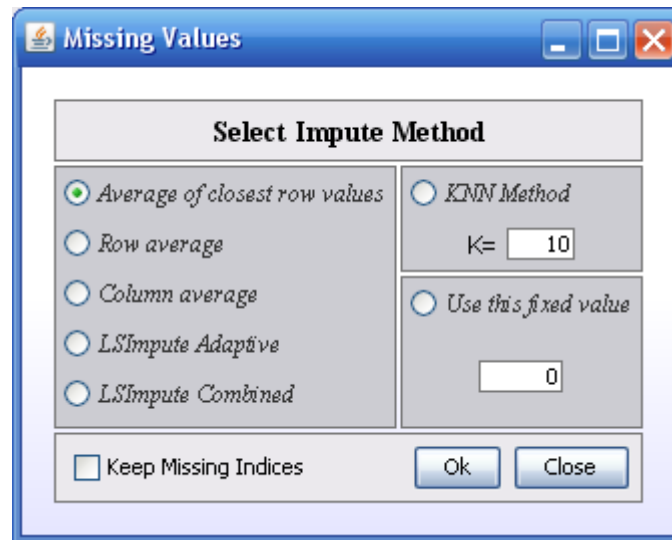 Missing Values
Select Impute Method
Average of closest row values
Row average
Column average
LSImpute Adaptive
LSImpute Combined
KNN Method
K= 10
Use this fixed value
0
Keep Missing Indices
Ok
Close